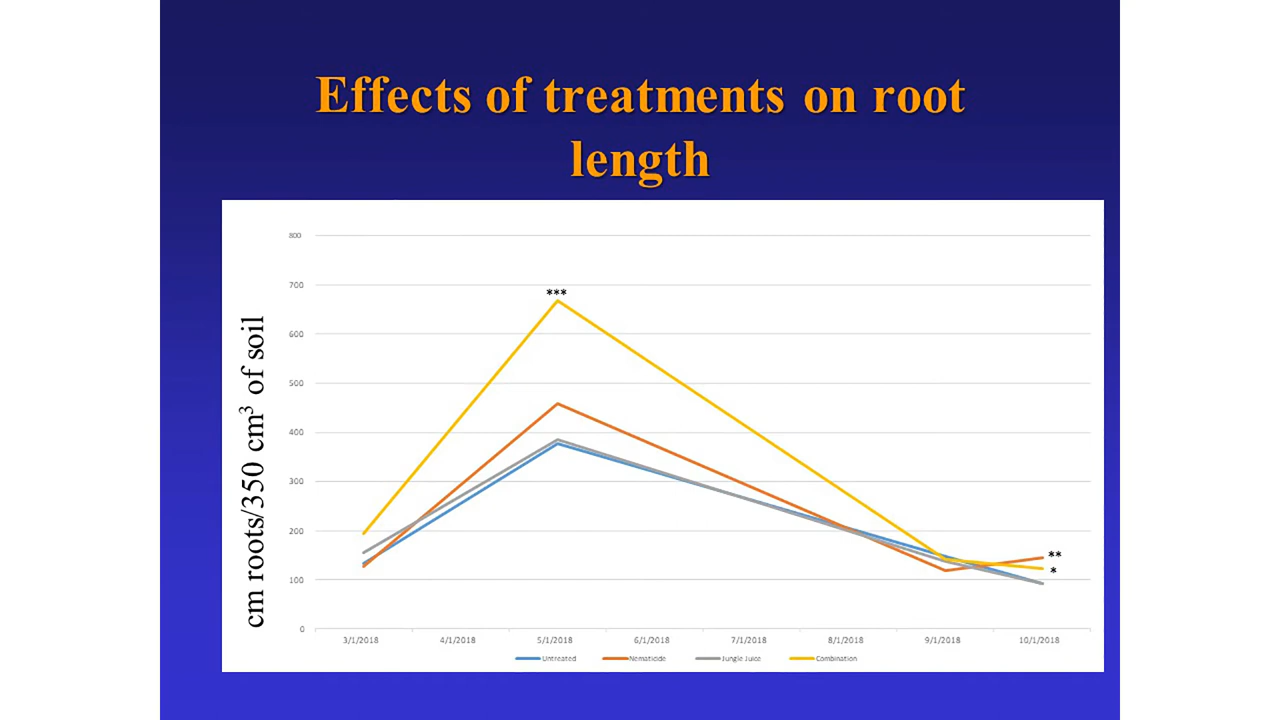 Effects of treatments on root
length
cm roots/350 cm³ of soil
800
700
600
500
400
300
200
100
0
***
**
*
3/1/2018 4/1/2018 5/1/2018 6/1/2018 7/1/2018 8/1/2018 9/1/2018 10/1/2018
Untreated Nematicide Jungle Juice Combination